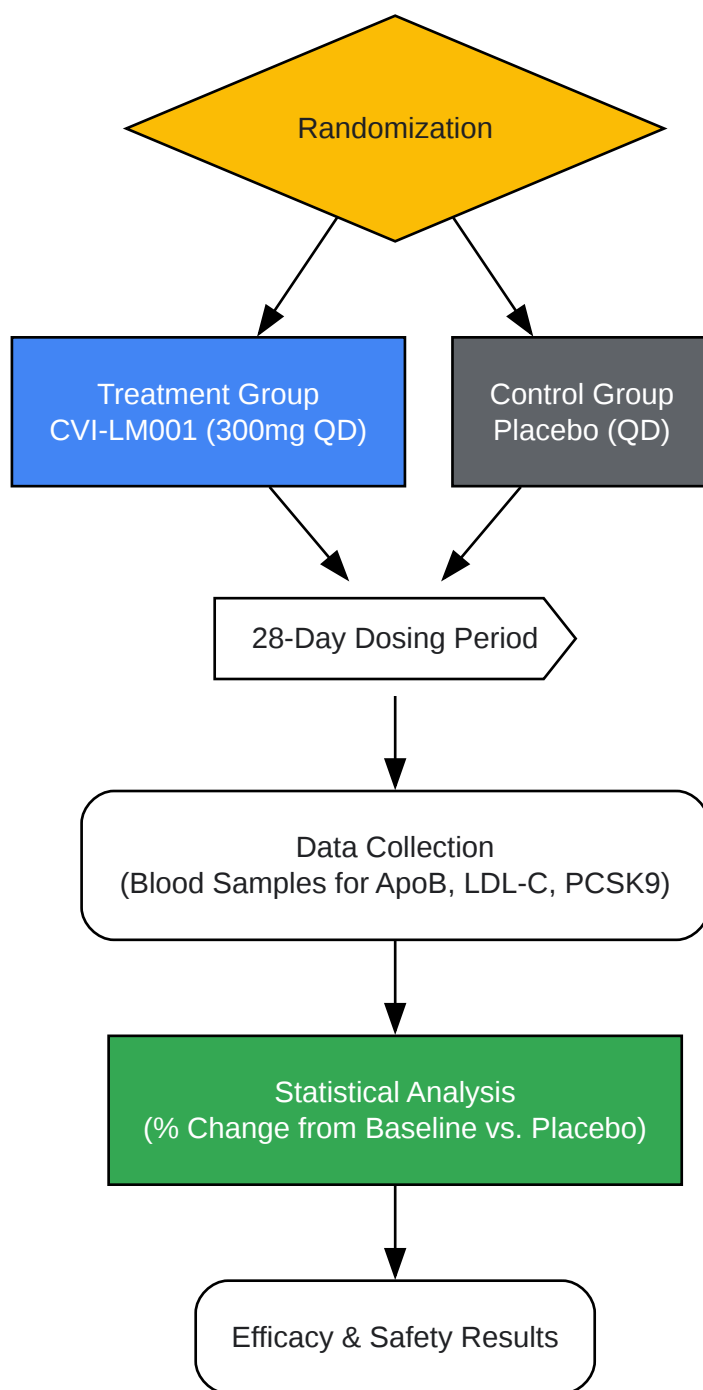 Randomization
Treatment Group
CVI-LM001 (300mg QD)
Control Group
Placebo (QD)
28-Day Dosing Period
Data Collection
(Blood Samples for ApoB, LDL-C, PCSK9)
Statistical Analysis
(% Change from Baseline vs. Placebo)
Efficacy & Safety Results